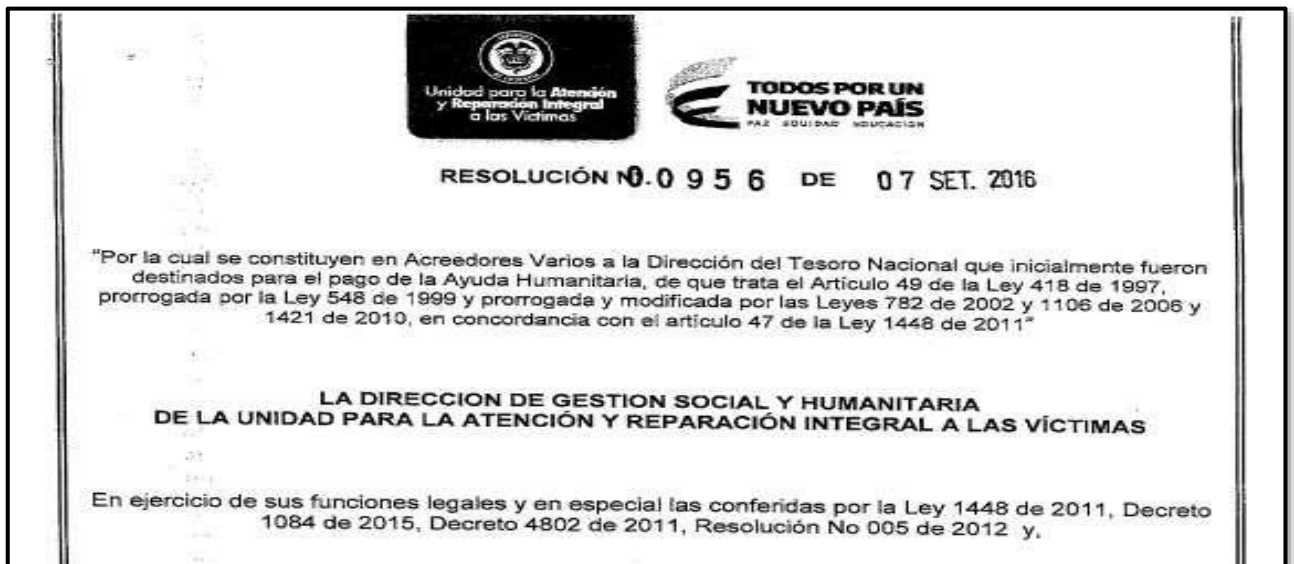 Unidad para la Atención
y Reparación Integral
a las Víctimas
TODOS POR UN
NUEVO PAÍS
PAZ EQUIDAD EDUCACIÓN
RESOLUCIÓN N0.0956 DE 07 SET. 2016
"Por la cual se constituyen en Acreedores Varios a la Dirección del Tesoro Nacional que inicialmente fueron
destinados para el pago de la Ayuda Humanitaria, de que trata el Artículo 49 de la Ley 418 de 1997,
prorrogada por la Ley 548 de 1999 y prorrogada y modificada por las Leyes 782 de 2002 y 1106 de 2006 y
1421 de 2010, en concordancia con el artículo 47 de la Ley 1448 de 2011"
LA DIRECCION DE GESTION SOCIAL Y HUMANITARIA
DE LA UNIDAD PARA LA ATENCIÓN Y REPARACIÓN INTEGRAL A LAS VÍCTIMAS
En ejercicio de sus funciones legales y en especial las conferidas por la Ley 1448 de 2011, Decreto
1084 de 2015, Decreto 4802 de 2011, Resolución No 005 de 2012 y,